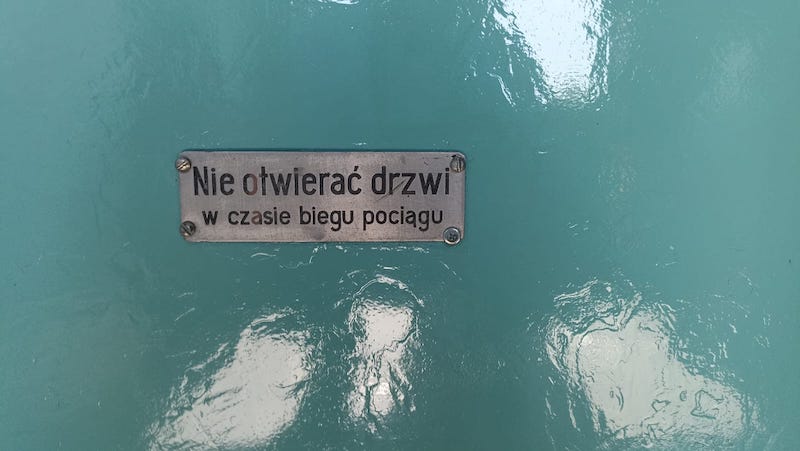 Nie otwierać drzwi
w czasie biegu pociągu